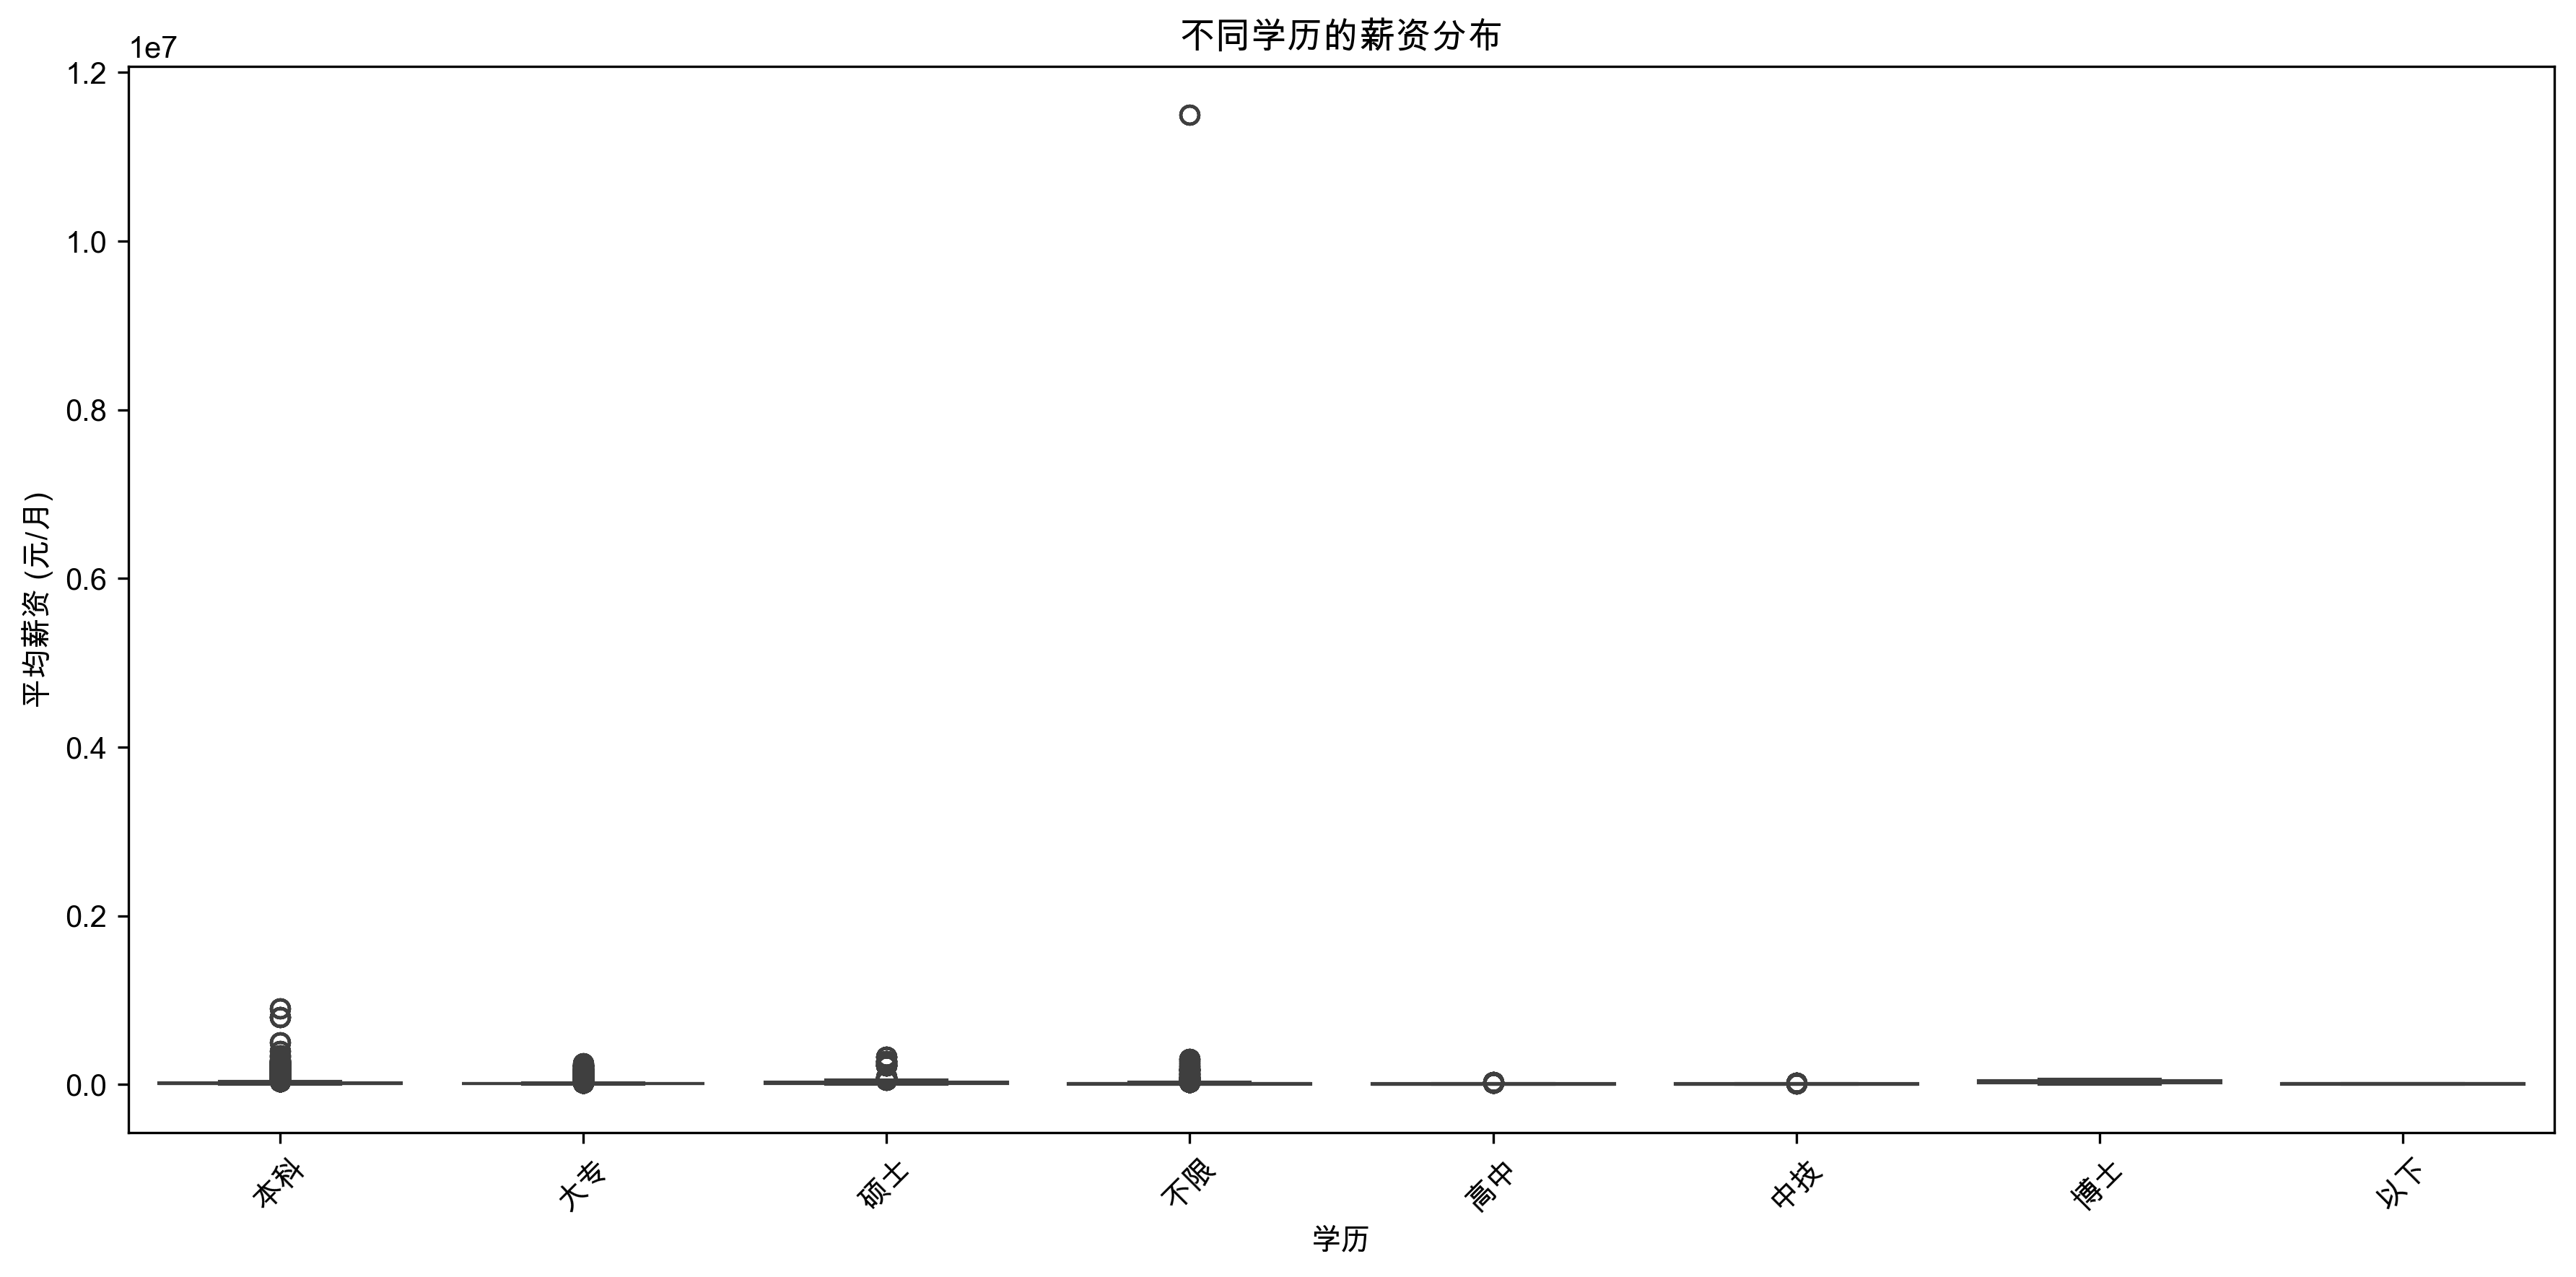 不同学历的薪资分布
1e7
1.2
1.0
0.8
0.6
0.4
0.2
0.0
平均薪资 (元/月)
本科
大专
硕士
不限
高中
中技
博士
以下
学历